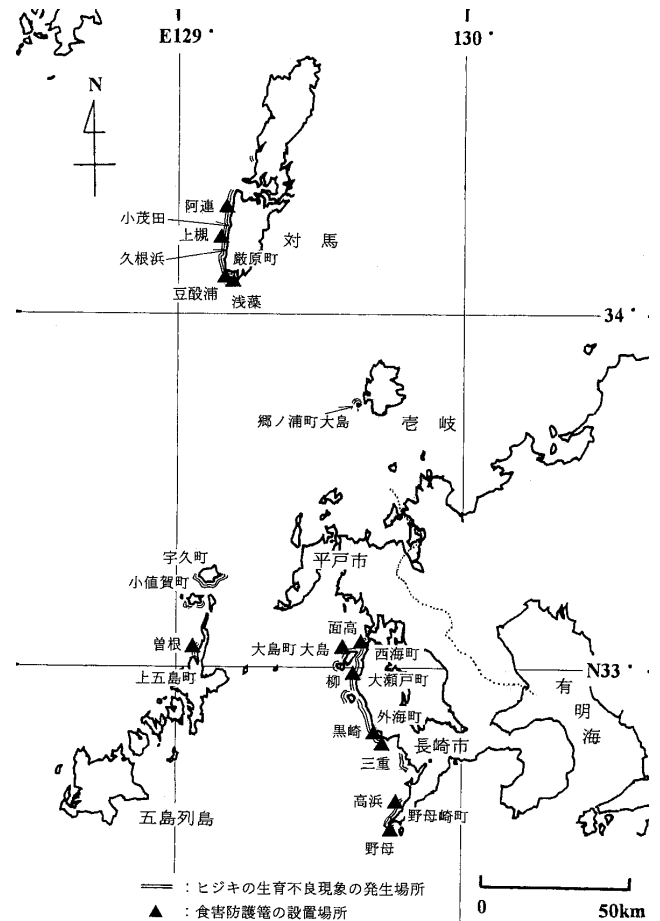 E129°
130°
N
阿連
小茂田
上槻
対馬
久根浜
厳原町
豆酘浦
浅藻
34°
郷ノ浦町大島
壱岐
宇久町
平戸市
小値賀町
面高
曽根
大島町大島
西海町
N33°
上五島町
柳
大瀬戸町
有明海
外海町
黒崎
長崎市
三重
高浜
野母崎町
五島列島
野母
:ヒジキの生育不良現象の発生場所
▲:食害防護篭の設置場所
0 50km